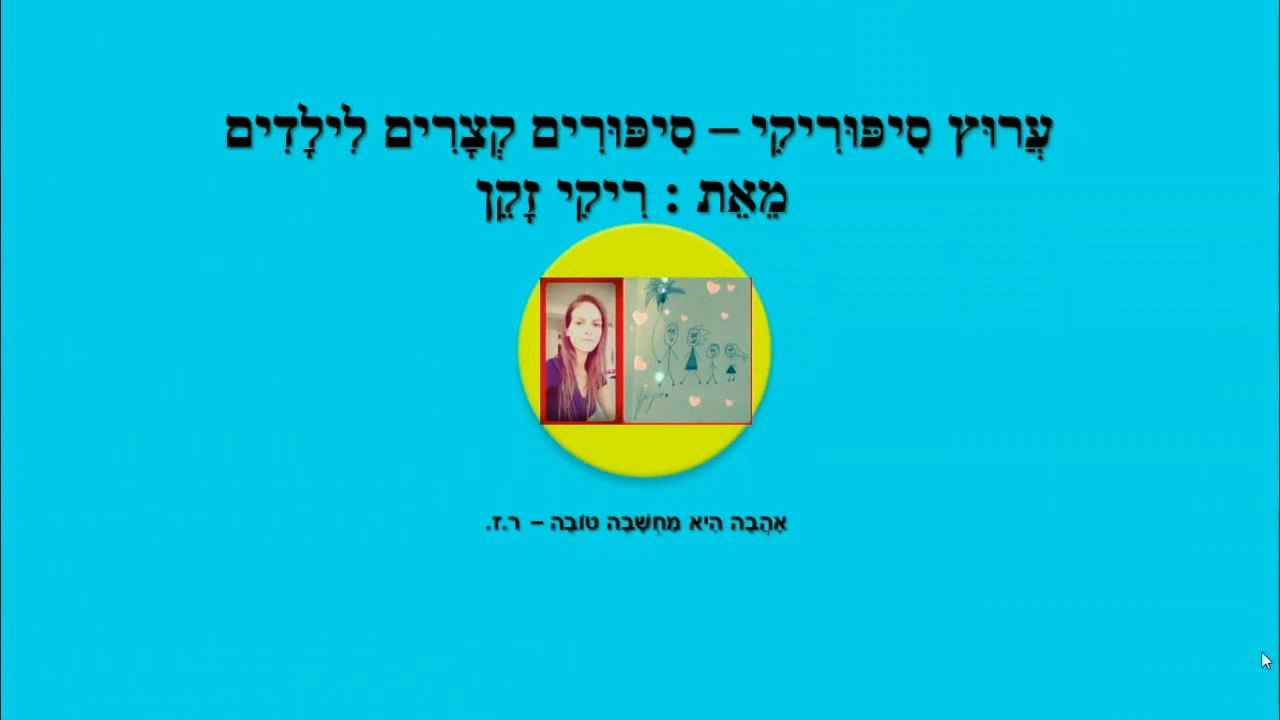 עֲרוּץ סִיפּוּרִיקִי – סִיפּוּרִים קְצָרִים לִילָדִים
מֵאֵת : רִיקִי זָקֵן
אַהֲבָה הִיא מַחְשָׁבָה טוֹבָה – ר.ז.